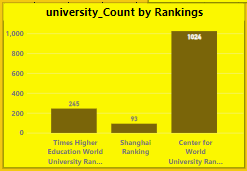 university_Count by Rankings
1,000
800
600
400
200
0
245
93
1024
Times Higher
Education World
University Ran...
Shanghai
Ranking
Center for
World
University Ran...